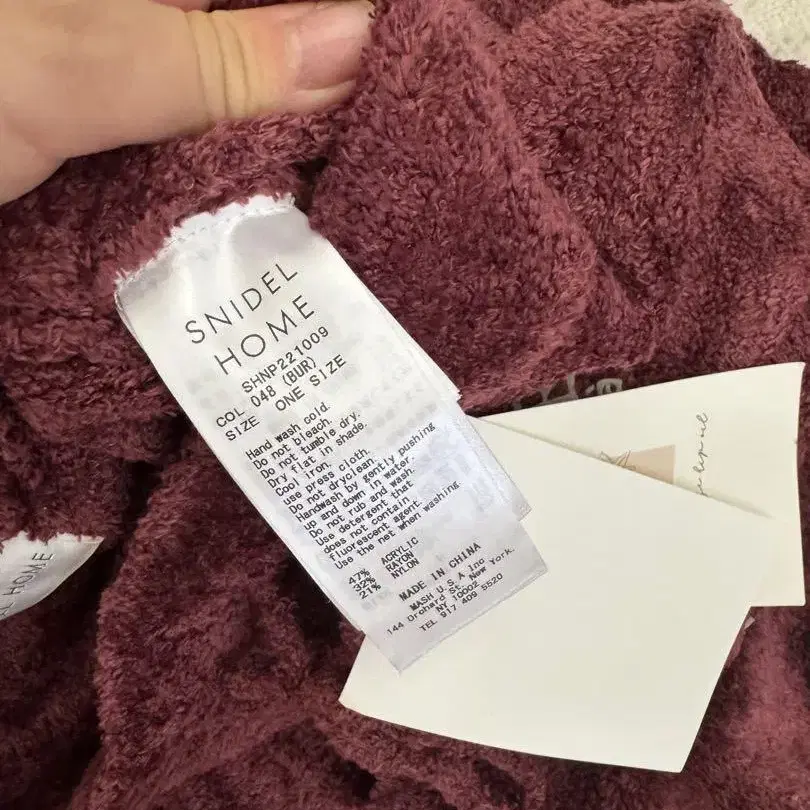 SNIDEL
HOME
SHNP221009
COL 048 (BUR)
SIZE ONE SIZE
Hand wash cold.
Do not bleach.
Do not tumble dry.
Dry flat in shade.
Cool iron,
use press cloth.
Do not dryclean.
Handwash by gently pushing
up and down in water.
Do not rub and wash.
Use detergent that
does not contain
fluorescent agent.
Use the net when washing
47% ACRYLIC
32% RAYON
21% NYLON
MADE IN CHINA
MASH U.S.A Inc
144 Orchard St. New York.
NY 10002
TEL 917 409 5520
HOME